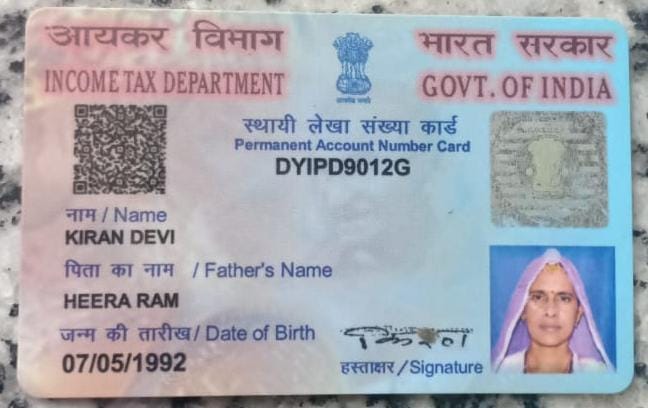 आयकर विभाग
भारत सरकार
INCOME TAX DEPARTMENT
GOVT. OF INDIA
सत्यमेव जयते
स्थायी लेखा संख्या कार्ड
Permanent Account Number Card
DYIPD9012G
नाम / Name
KIRAN DEVI
पिता का नाम / Father's Name
HEERA RAM
जन्म की तारीख / Date of Birth
07/05/1992
किरण
हस्ताक्षर / Signature